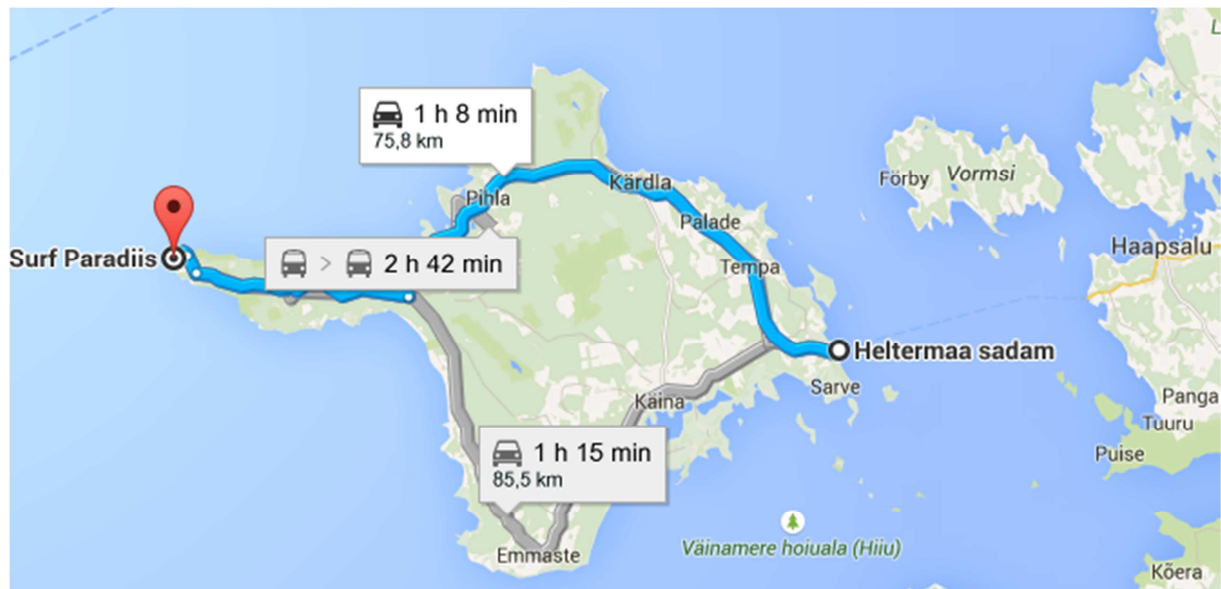 1 h 8 min
75,8 km
Kärdla
Förby
Vormsi
Pihla
Palade
Haapsalu
Surf Paradiis
2 h 42 min
Tempa
Heltermaa sadam
Sarve
Käina
Panga
Tuuru
1 h 15 min
85,5 km
Puise
Emmaste
Väinamere hoiuala (Hiiu)
Kõera